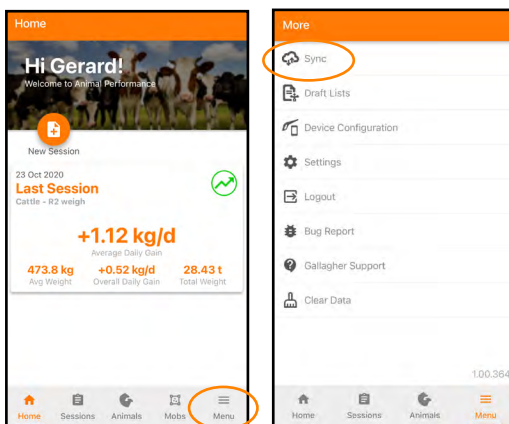 Home
Hi Gerard!
Welcome to Animal Performance
New Session
23 Oct 2020
Last Session
Cattle - R2 weigh
+1.12 kg/d
Average Daily Gain
473.8 kg +0.52 kg/d 28.43 t
Avg Weight Overall Daily Gain Total Weight
Home Sessions Animals Mobs Menu
More
Sync
Draft Lists
Device Configuration
Settings
Logout
Bug Report
Gallagher Support
Clear Data
1.00.364
Home Sessions Animals Menu